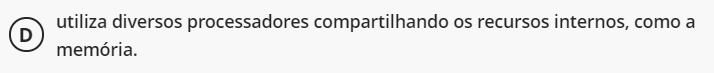 D utiliza diversos processadores compartilhando os recursos internos, como a
memória.